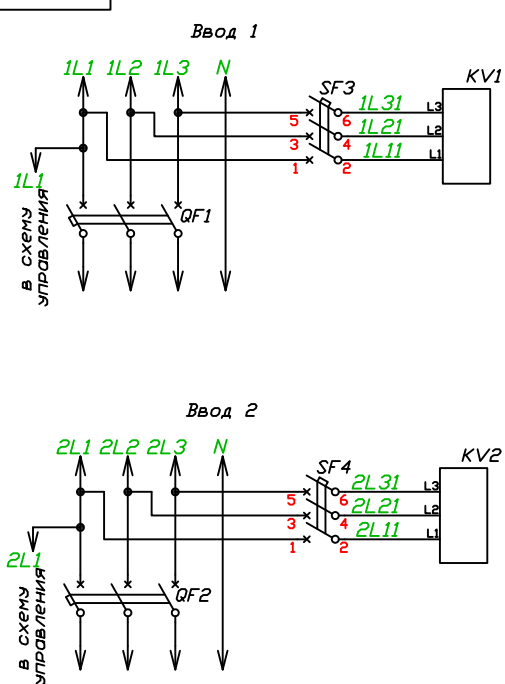 Ввод 1
1L1 1L2 1L3 N
SF3
KV1
5 6 1L31 L3
3 4 1L21 L2
1 2 1L11 L1
1L1
QF1
в схему
управления
Ввод 2
2L1 2L2 2L3 N
SF4
KV2
5 6 2L31 L3
3 4 2L21 L2
1 2 2L11 L1
2L1
QF2
в схему
управления